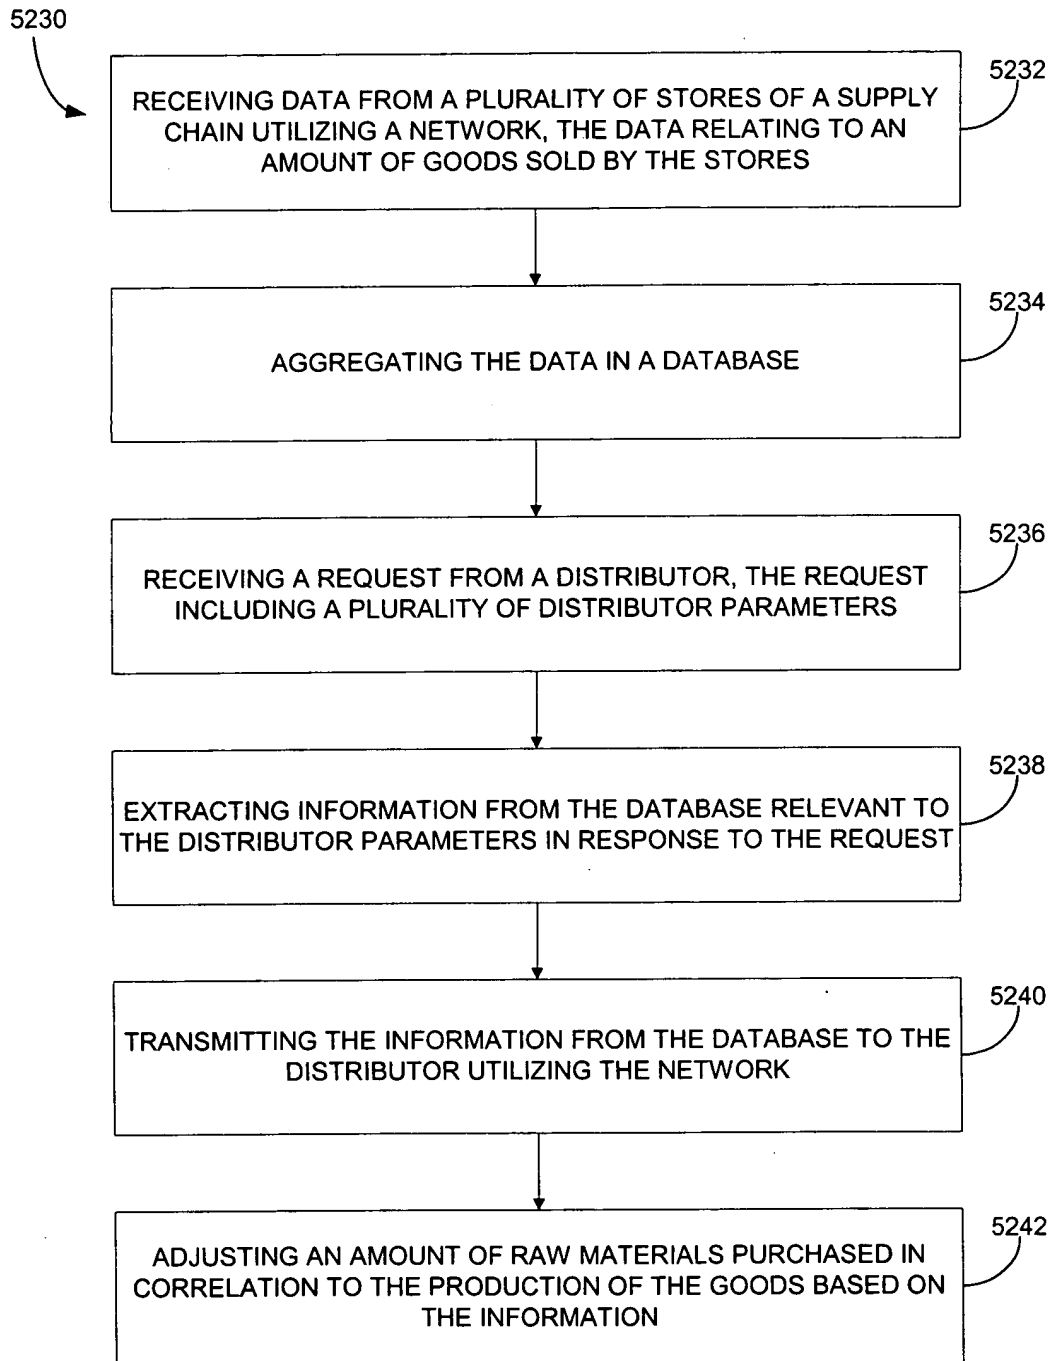 5230
5232
RECEIVING DATA FROM A PLURALITY OF STORES OF A SUPPLY
CHAIN UTILIZING A NETWORK, THE DATA RELATING TO AN
AMOUNT OF GOODS SOLD BY THE STORES
5234
AGGREGATING THE DATA IN A DATABASE
5236
RECEIVING A REQUEST FROM A DISTRIBUTOR, THE REQUEST
INCLUDING A PLURALITY OF DISTRIBUTOR PARAMETERS
5238
EXTRACTING INFORMATION FROM THE DATABASE RELEVANT TO
THE DISTRIBUTOR PARAMETERS IN RESPONSE TO THE REQUEST
5240
TRANSMITTING THE INFORMATION FROM THE DATABASE TO THE
DISTRIBUTOR UTILIZING THE NETWORK
5242
ADJUSTING AN AMOUNT OF RAW MATERIALS PURCHASED IN
CORRELATION TO THE PRODUCTION OF THE GOODS BASED ON
THE INFORMATION